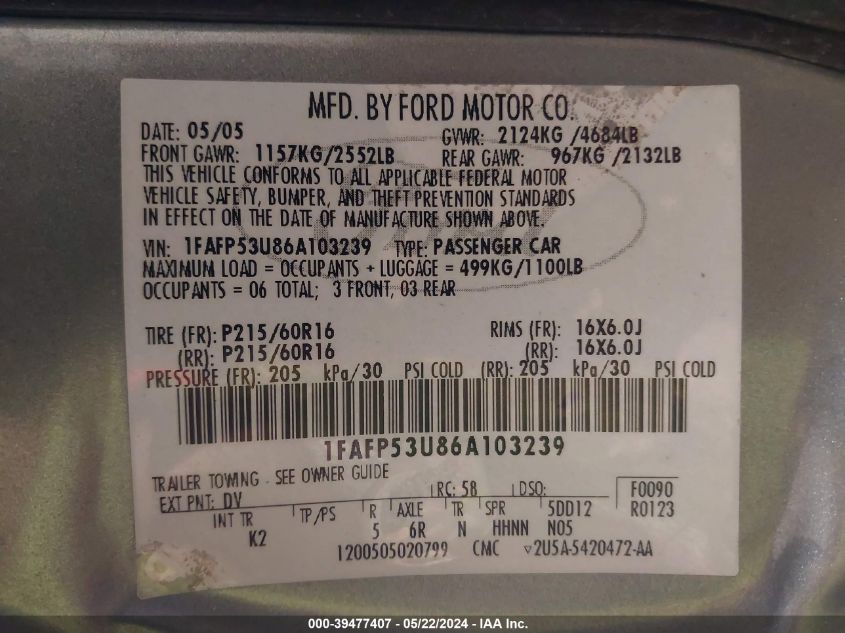 MFD. BY FORD MOTOR CO.
DATE: 05/05 GVWR: 2124KG /4684LB
FRONT GAWR: 1157KG/2552LB REAR GAWR: 967KG /2132LB
THIS VEHICLE CONFORMS TO ALL APPLICABLE FEDERAL MOTOR
VEHICLE SAFETY, BUMPER, AND THEFT PREVENTION STANDARDS
IN EFFECT ON THE DATE OF MANUFACTURE SHOWN ABOVE.
VIN: 1FAFP53U86A103239 TYPE: PASSENGER CAR
MAXIMUM LOAD = OCCUPANTS + LUGGAGE = 499KG/1100LB
OCCUPANTS = 06 TOTAL; 3 FRONT, 03 REAR
TIRE (FR): P215/60R16 RIMS (FR): 16X6.0J
(RR): P215/60R16 (RR): 16X6.0J
PRESSURE (FR): 205 kPa/30 PSI COLD (RR): 205 kPa/30 PSI COLD
1FAFP53U86A103239
TRAILER TOWING - SEE OWNER GUIDE
EXT PNT: DV RC: 58 DSO: F0090
INT TR TP/PS R AXLE TR SPR 5DD12 R0123
K2 5 6R N HHNN N05
1200505020799 CMC ▽2U5A-5420472-AA
000-39477407 - 05/22/2024 - IAA Inc.